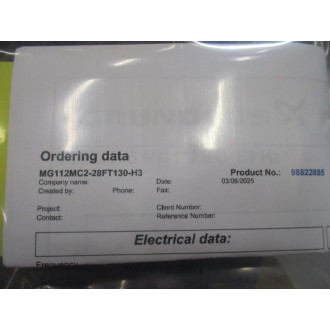 Ordering data
MG112MC2-28FT130-H3 Product No.: 98822885
Company name: Date: 03/06/2025
Created by: Phone: Fax:
Project: Client Number:
Contact: Reference Number:
Electrical data:
Frequency